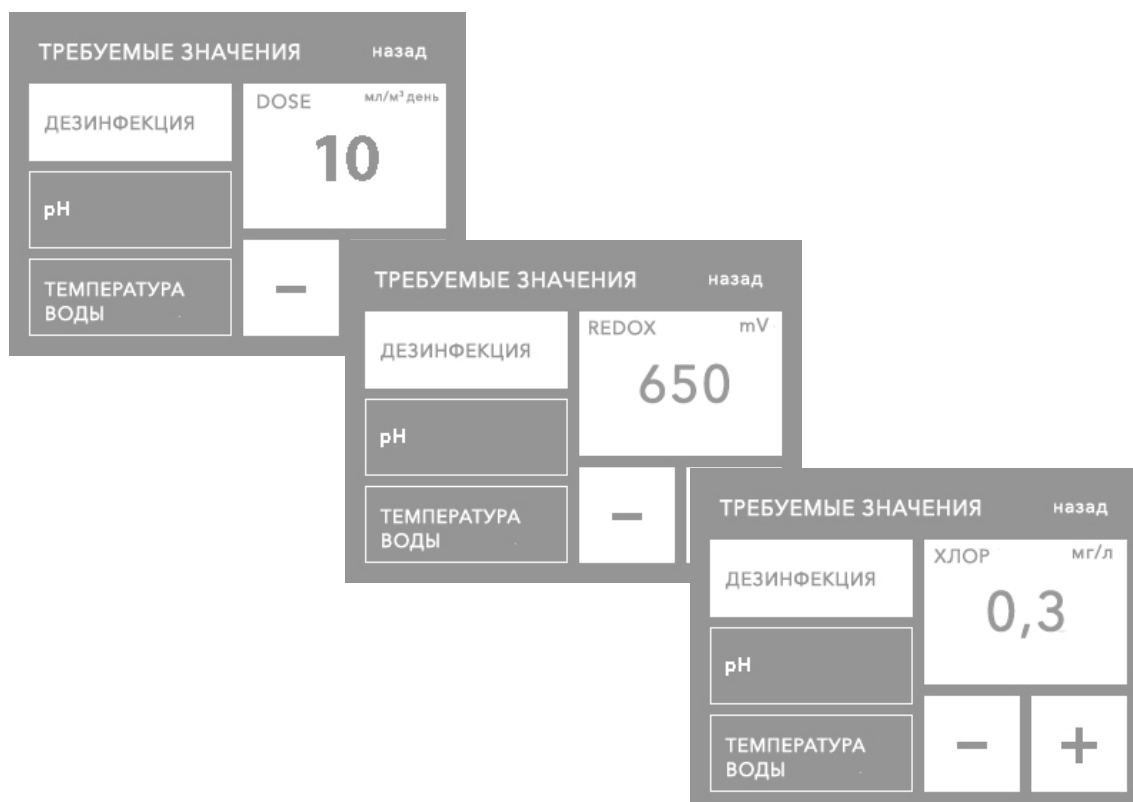 ТРЕБУЕМЫЕ ЗНАЧЕНИЯ назад
ДЕЗИНФЕКЦИЯ
DOSE мл/м³ день
10
pH
ТЕМПЕРАТУРА
ВОДЫ
−
ТРЕБУЕМЫЕ ЗНАЧЕНИЯ назад
ДЕЗИНФЕКЦИЯ
REDOX mV
650
pH
ТЕМПЕРАТУРА
ВОДЫ
−
ТРЕБУЕМЫЕ ЗНАЧЕНИЯ назад
ДЕЗИНФЕКЦИЯ
ХЛОР мг/л
0,3
pH
ТЕМПЕРАТУРА
ВОДЫ
− +